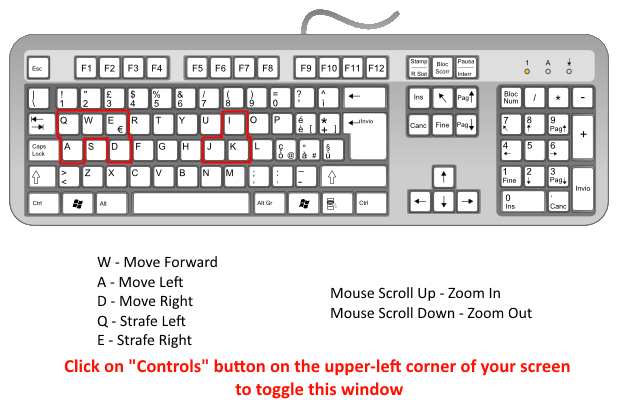 Esc F1 F2 F3 F4 F5 F6 F7 F8 F9 F10 F11 F12 Stamp R Sist Bloc Scorr Pausa Interr 1 A
| \ ! 1 " 2 £ 3 $ 4 % 5 & 6 / 7 ( 8 ) 9 = 0 ? ' ^ ì Ins Pag Bloc Num / * -
Q W E € R T Y U I O P é è [ * + ] Invio Canc Fine Pag 7 8 9 Pag +
Caps Lock A S D F G H J K L ç ò @ ° à # § ù 4 5 6
> < Z X C V B N M ; , : . _ - 1 Fine 2 3 Pag Invio
Ctrl Alt Alt Gr Ctrl 0 Ins . Canc
W - Move Forward
A - Move Left
D - Move Right
Q - Strafe Left
E - Strafe Right
Mouse Scroll Up - Zoom In
Mouse Scroll Down - Zoom Out
Click on "Controls" button on the upper-left corner of your screen
to toggle this window